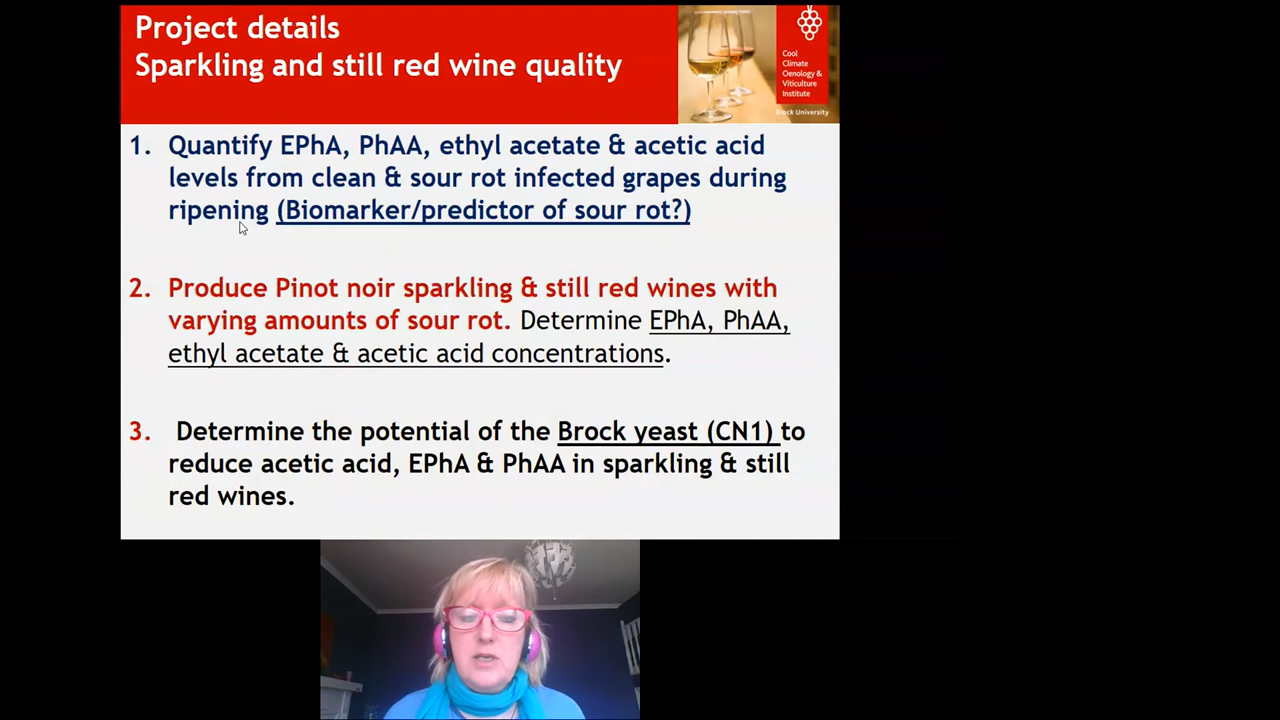 Project details
Sparkling and still red wine quality
Cool
Climate
Oenology &
Viticulture
Institute
Brock University
1. Quantify EPhA, PhAA, ethyl acetate & acetic acid
levels from clean & sour rot infected grapes during
ripening (Biomarker/predictor of sour rot?)
2. Produce Pinot noir sparkling & still red wines with
varying amounts of sour rot. Determine EPhA, PhAA,
ethyl acetate & acetic acid concentrations.
3. Determine the potential of the Brock yeast (CN1) to
reduce acetic acid, EPhA & PhAA in sparkling & still
red wines.